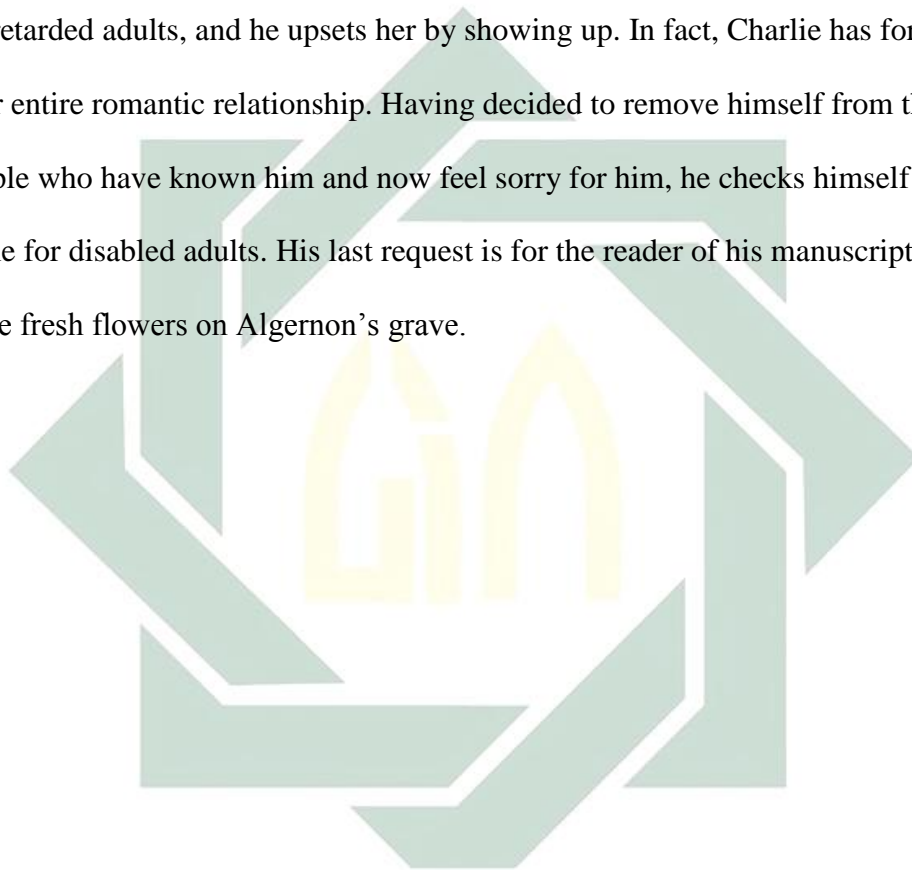 retarded adults, and he upsets her by showing up. In fact, Charlie has for
r entire romantic relationship. Having decided to remove himself from th
ple who have known him and now feel sorry for him, he checks himself
e for disabled adults. His last request is for the reader of his manuscript
e fresh flowers on Algernon’s grave.